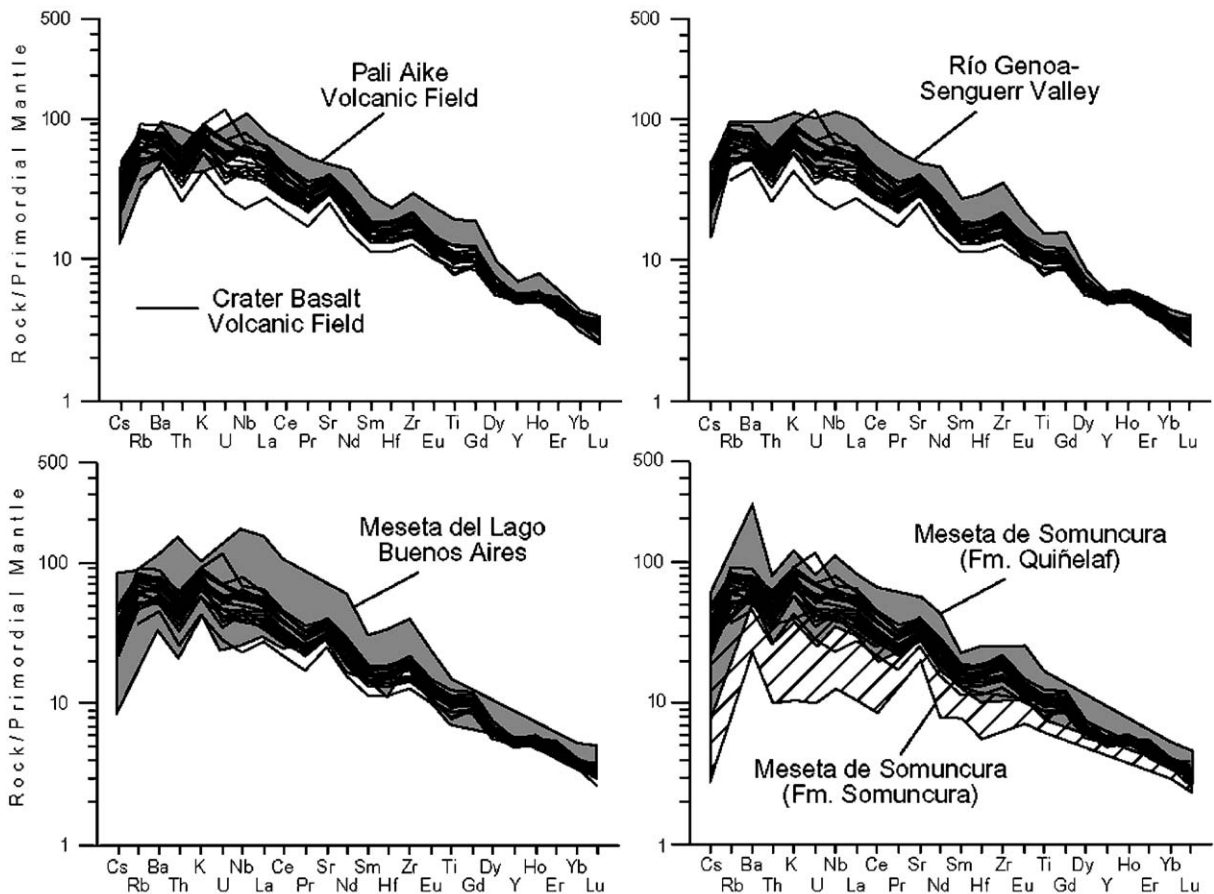 500
Pali Aike
Volcanic Field
100
10
Crater Basalt
Volcanic Field
1
Rock/Primordial Mantle
Cs Ba K Nb Ce Sr Sm Zr Ti Dy Ho Yb
Rb Th U La Pr Nd Hf Eu Gd Y Er Lu
500
Río Genoa-
Senguerr Valley
100
10
1
Cs Ba K Nb Ce Sr Sm Zr Ti Dy Ho Yb
Rb Th U La Pr Nd Hf Eu Gd Y Er Lu
500
Meseta del Lago
Buenos Aires
100
10
1
Rock/Primordial Mantle
Cs Ba K Nb Ce Sr Sm Zr Ti Dy Ho Yb
Rb Th U La Pr Nd Hf Eu Gd Y Er Lu
500
Meseta de Somuncura
(Fm. Quiñelaf)
100
10
Meseta de Somuncura
(Fm. Somuncura)
1
Cs Ba K Nb Ce Sr Sm Zr Ti Dy Ho Yb
Rb Th U La Pr Nd Hf Eu Gd Y Er Lu